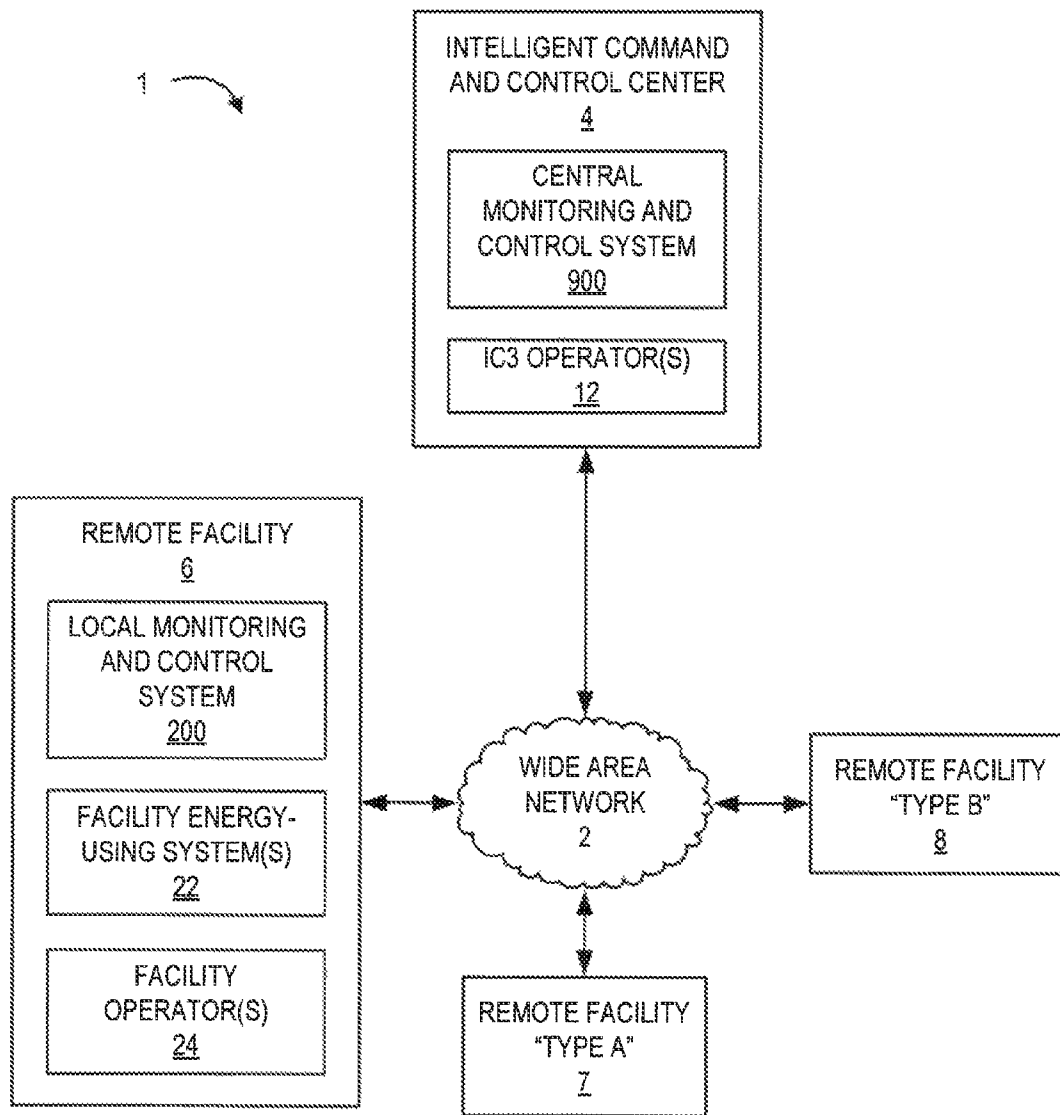 1
INTELLIGENT COMMAND
AND CONTROL CENTER
4
CENTRAL
MONITORING AND
CONTROL SYSTEM
900
IC3 OPERATOR(S)
12
REMOTE FACILITY
6
LOCAL MONITORING
AND CONTROL
SYSTEM
200
FACILITY ENERGY-
USING SYSTEM(S)
22
FACILITY
OPERATOR(S)
24
WIDE AREA
NETWORK
2
REMOTE FACILITY
"TYPE B"
8
REMOTE FACILITY
"TYPE A"
7